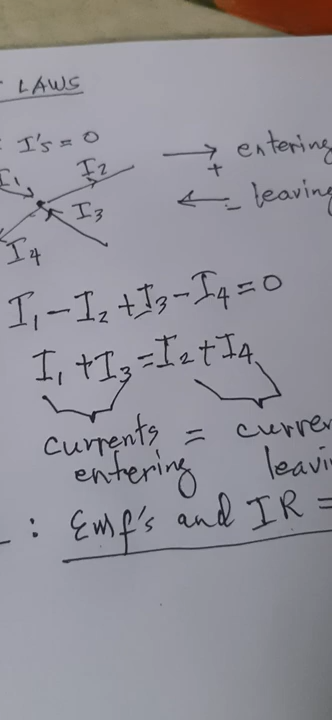 LAWS
I's = 0
I1 I2 → entering
+
I3 ← leaving
-
I4
I1 - I2 + I3 - I4 = 0
I1 + I3 = I2 + I4
currents = curre
entering leavi
: Emf's and IR =